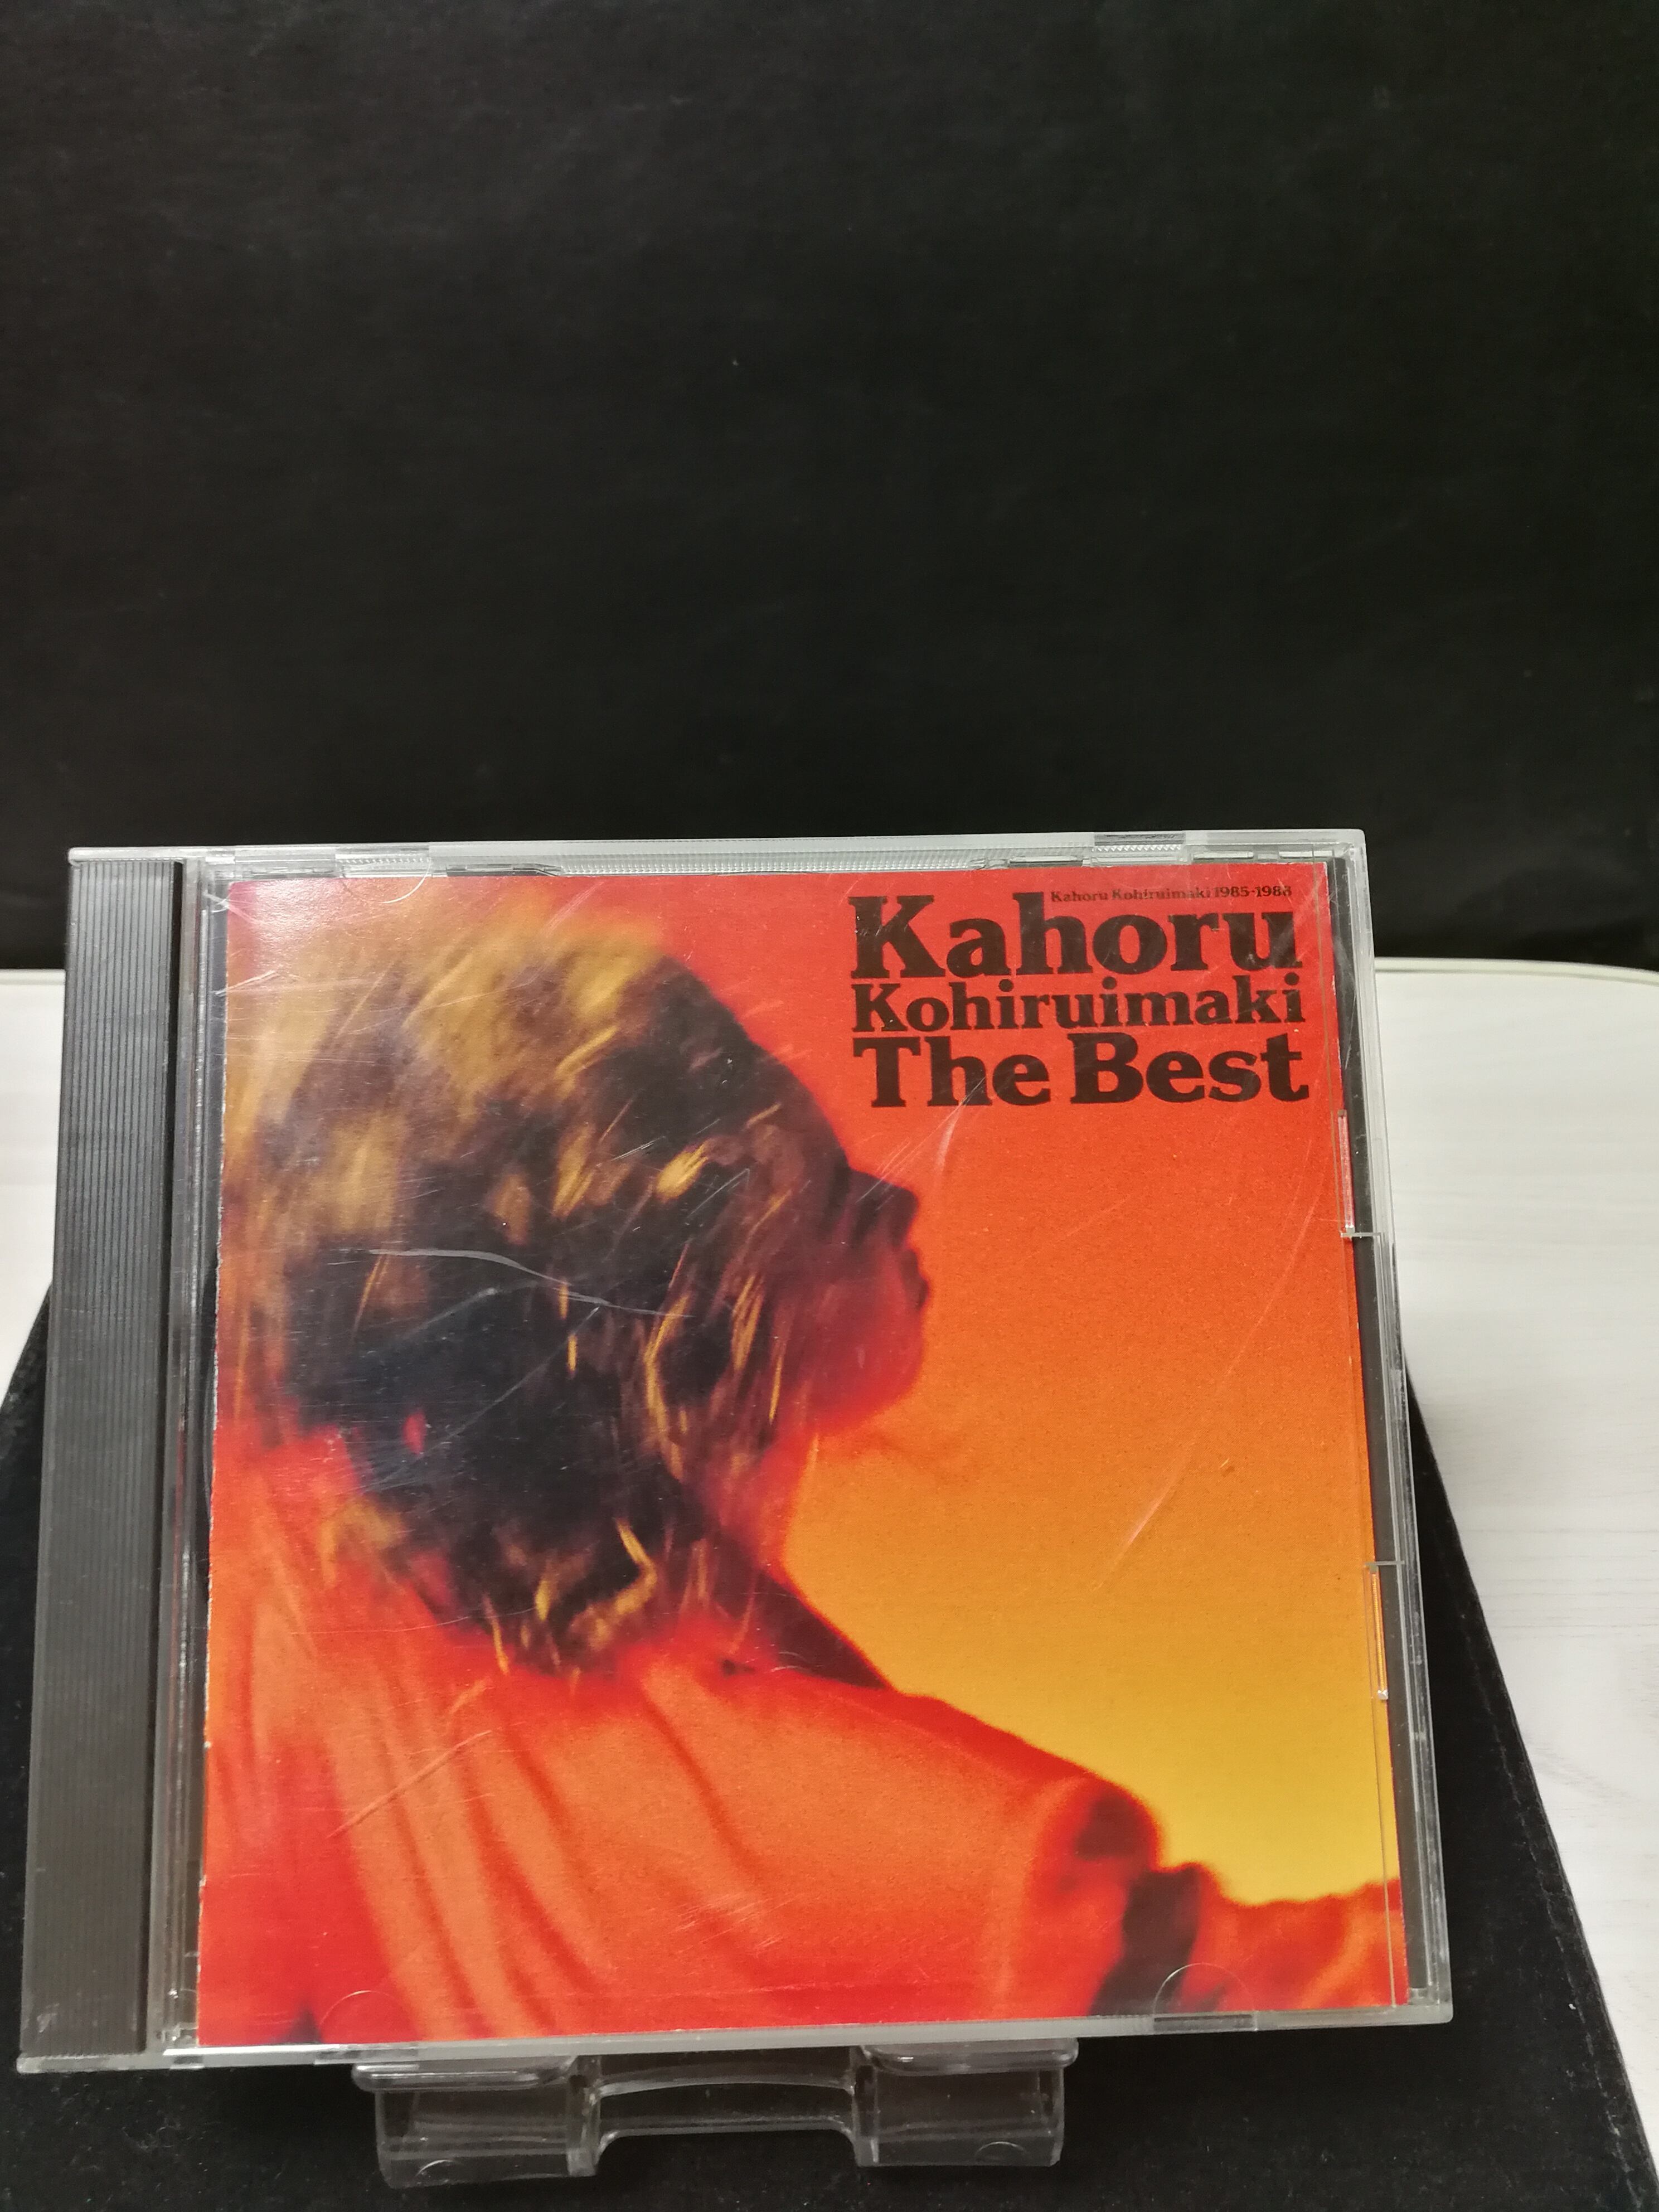 Kahoru Kohiruimaki 1985-1988
Kahoru
Kohiruimaki
The Best